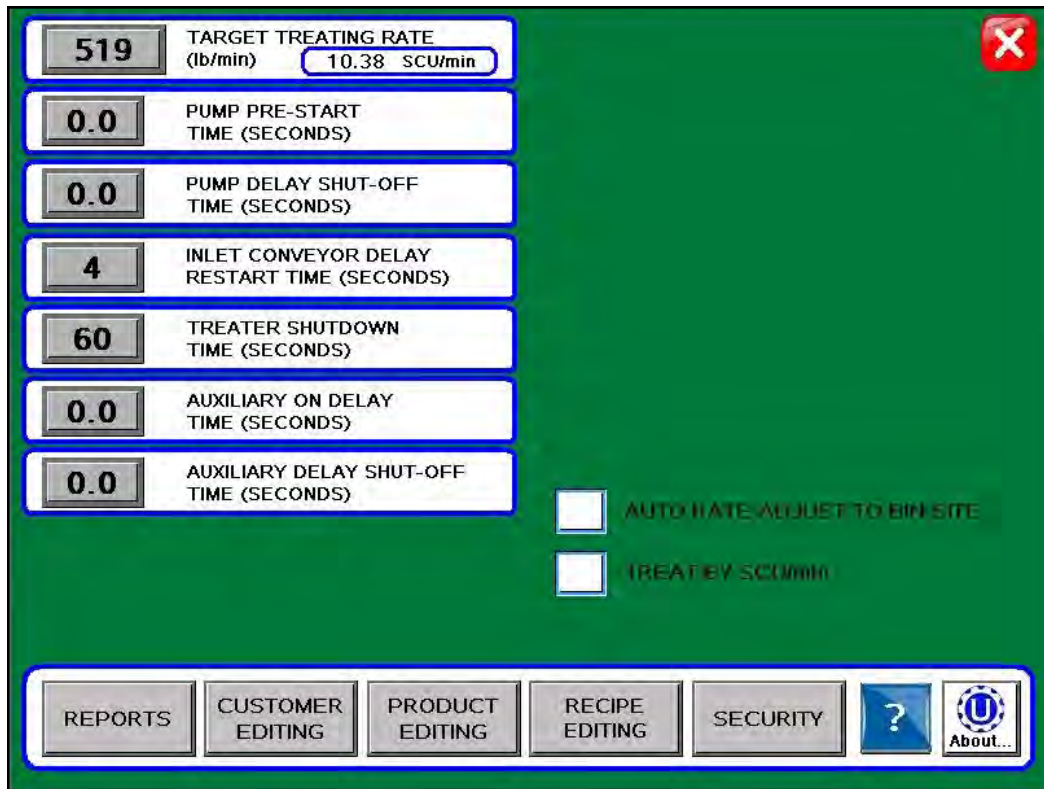 519
TARGET TREATING RATE
(lb/min) 10.38 SCU/min
0.0
PUMP PRE-START
TIME (SECONDS)
0.0
PUMP DELAY SHUT-OFF
TIME (SECONDS)
4
INLET CONVEYOR DELAY
RESTART TIME (SECONDS)
60
TREATER SHUTDOWN
TIME (SECONDS)
0.0
AUXILIARY ON DELAY
TIME (SECONDS)
0.0
AUXILIARY DELAY SHUT-OFF
TIME (SECONDS)
AUTO RATE ADJUST TO BIN SITE
TREAT BY SCU/min
REPORTS
CUSTOMER
EDITING
PRODUCT
EDITING
RECIPE
EDITING
SECURITY
?
U
About...